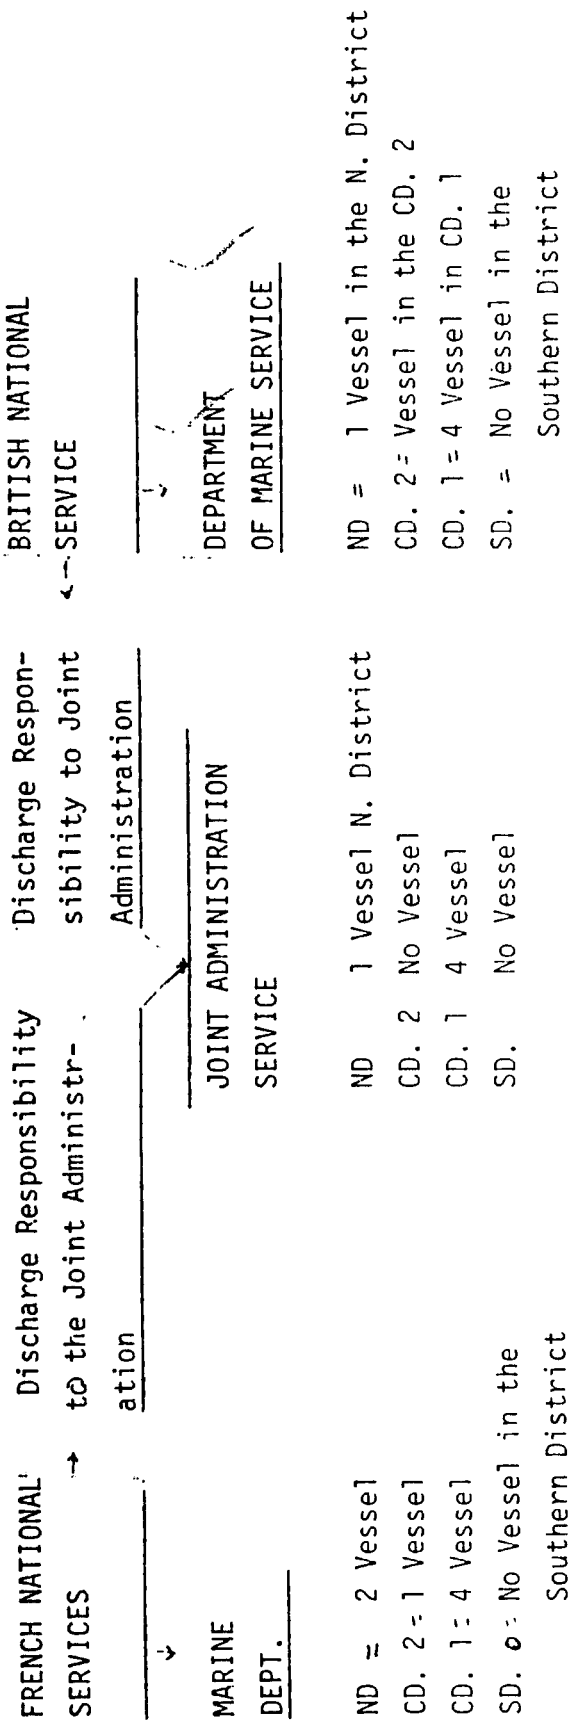 FRENCH NATIONAL
SERVICES →
Discharge Responsibility
to the Joint Administr-
ation
Discharge Respon-
sibility to Joint
Administration
BRITISH NATIONAL
←SERVICE
MARINE
DEPT.
JOINT ADMINISTRATION
SERVICE
DEPARTMENT
OF MARINE SERVICE
ND = 2 Vessel
CD. 2 = 1 Vessel
CD. 1 = 4 Vessel
SD. o = No Vessel in the
Southern District
ND 1 Vessel N. District
CD. 2 No Vessel
CD. 1 4 Vessel
SD. No Vessel
ND = 1 Vessel in the N. District
CD. 2 = Vessel in the CD. 2
CD. 1 = 4 Vessel in CD. 1
SD. = No Vessel in the
Southern District